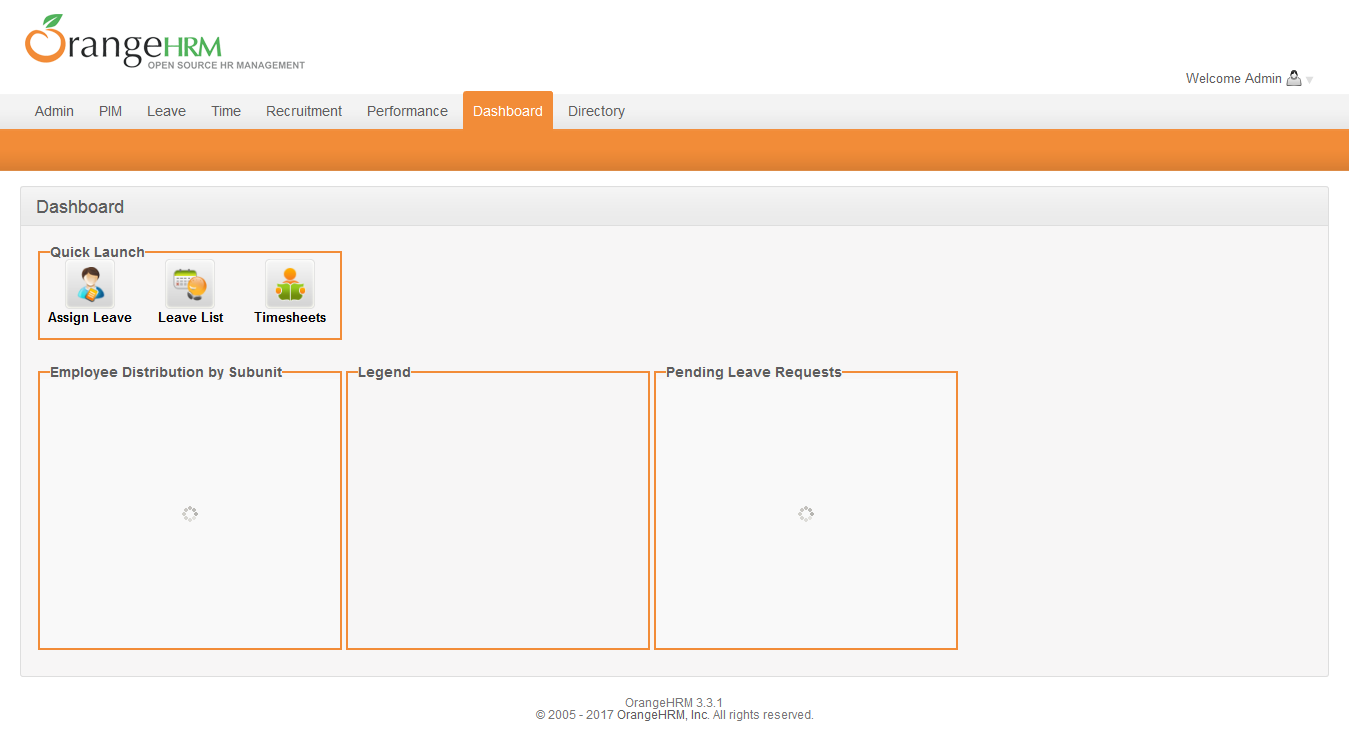 OrangeHRM
OPEN SOURCE HR MANAGEMENT
Welcome Admin
Admin PIM Leave Time Recruitment Performance Dashboard Directory
Dashboard
Quick Launch
Assign Leave Leave List Timesheets
Employee Distribution by Subunit Legend Pending Leave Requests
OrangeHRM 3.3.1
© 2005 - 2017 OrangeHRM, Inc. All rights reserved.